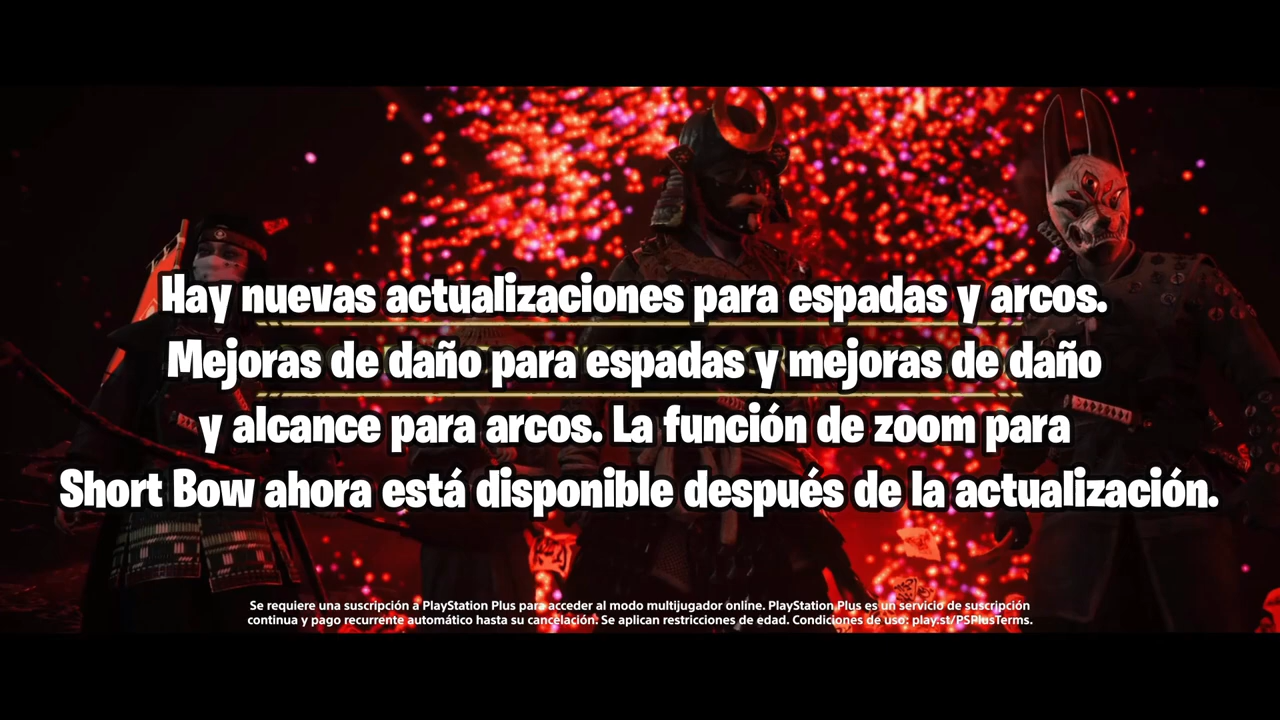 Hay nuevas actualizaciones para espadas y arcos.
Mejoras de daño para espadas y mejoras de daño
y alcance para arcos. La función de zoom para
Short Bow ahora está disponible después de la actualización.
Se requiere una suscripción a PlayStation Plus para acceder al modo multijugador online. PlayStation Plus es un servicio de suscripción
continua y pago recurrente automático hasta su cancelación. Se aplican restricciones de edad. Condiciones de uso: play.st/PSPlusTerms.